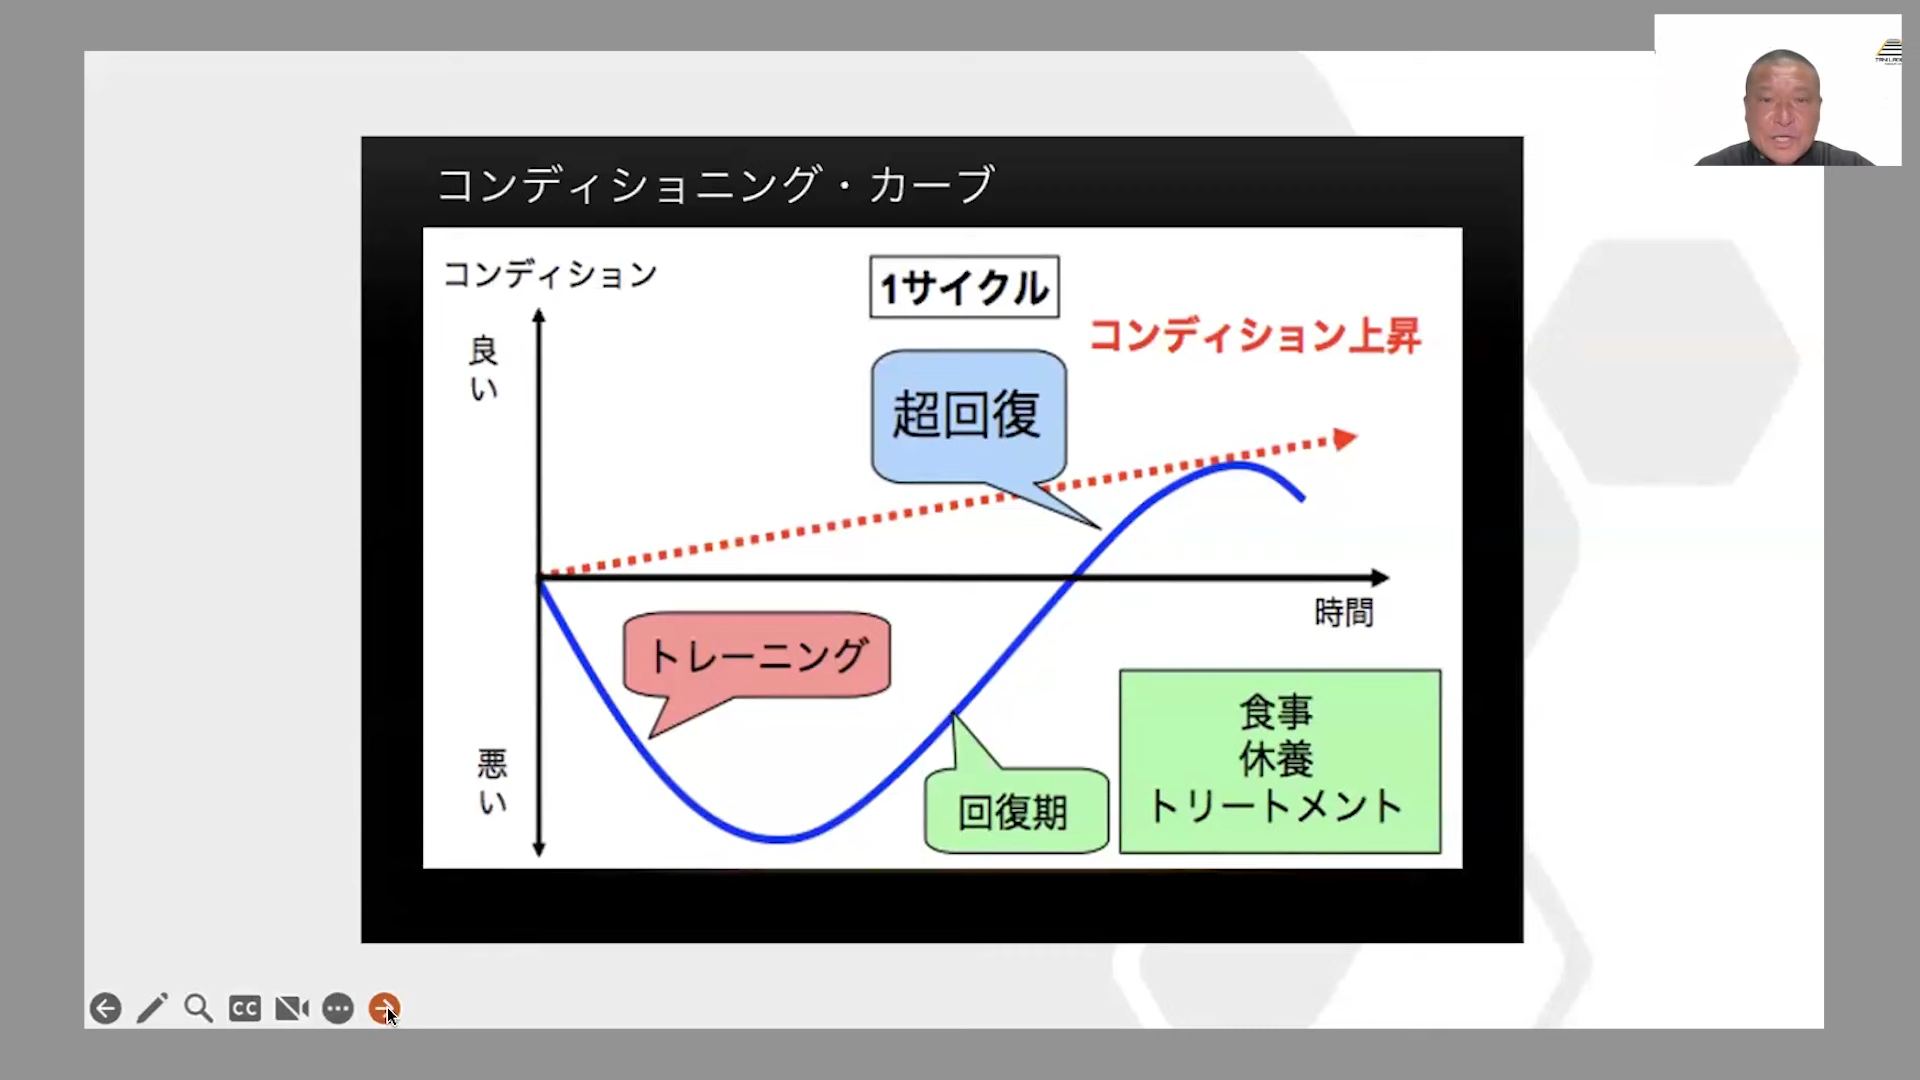 コンディショニング・カーブ
コンディション
1サイクル
コンディション上昇
良い
超回復
時間
トレーニング
悪い
回復期
食事
休養
トリートメント
CC